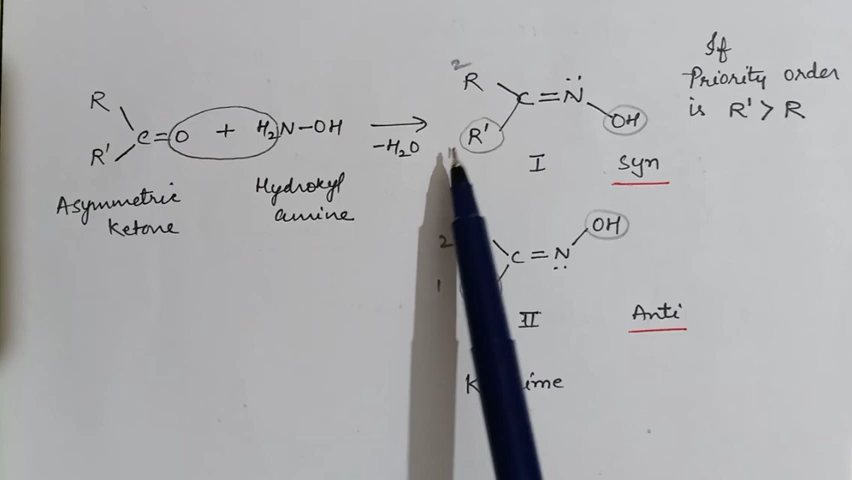 If
Priority order
is R' > R
R
R'
C=O + H₂N-OH
-H₂O
Asymmetric
Ketone
Hydroxyl
amine
2
R
C=N̈
R'
OH
I
Syn
OH
2
C=N̤
1
II
Anti